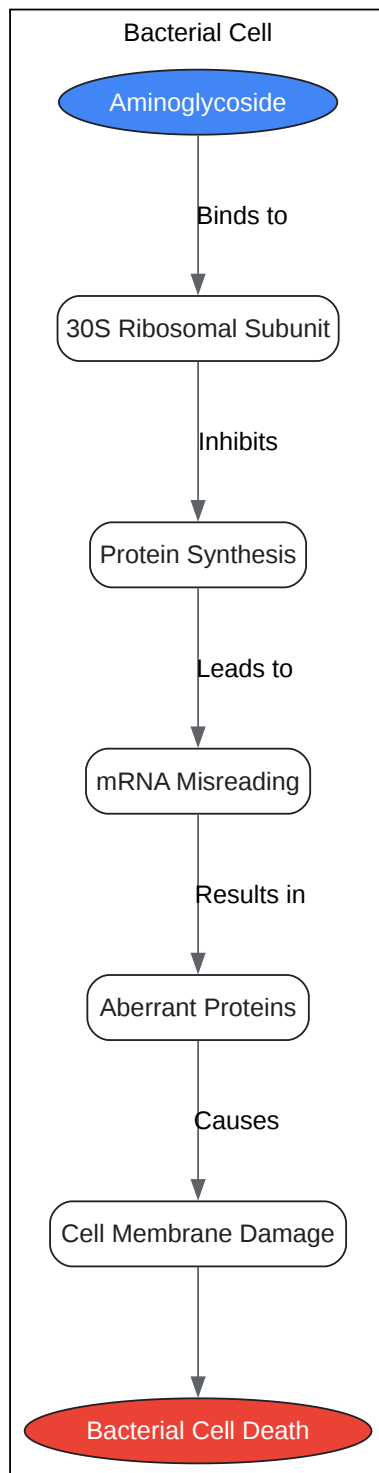 Bacterial Cell
Aminoglycoside
Binds to
30S Ribosomal Subunit
Inhibits
Protein Synthesis
Leads to
mRNA Misreading
Results in
Aberrant Proteins
Causes
Cell Membrane Damage
Bacterial Cell Death